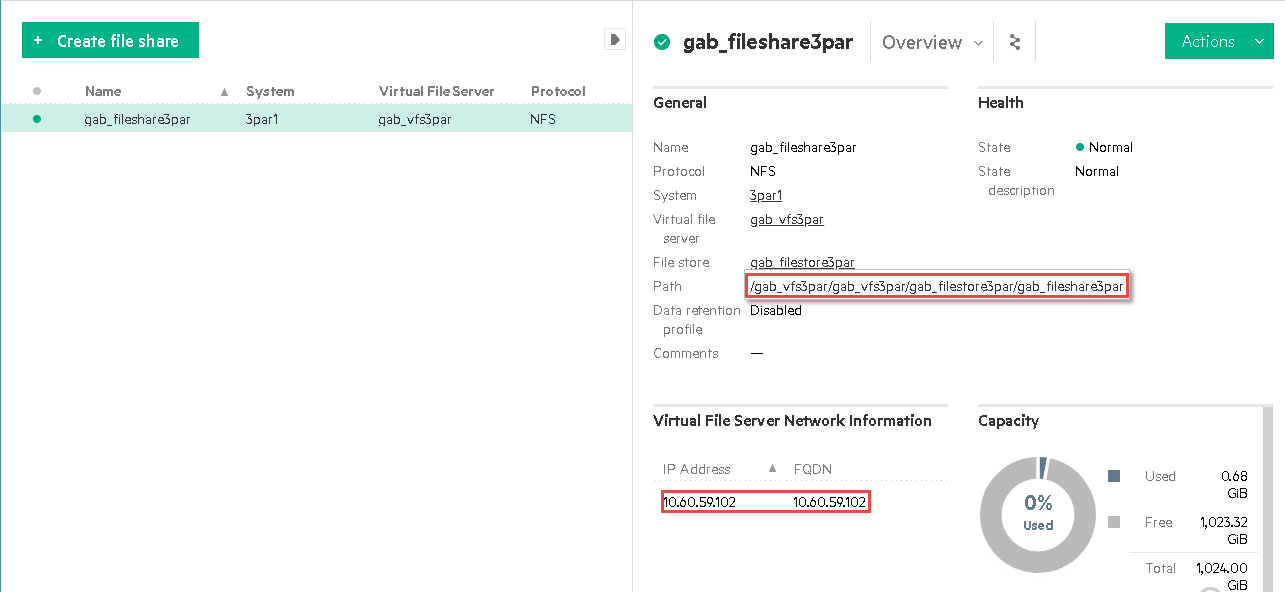 + Create file share
Name System Virtual File Server Protocol
gab_fileshare3par 3par1 gab_vfs3par NFS
gab_fileshare3par Overview Actions
General
Name gab_fileshare3par
Protocol NFS
System 3par1
Virtual file
server
gab_vfs3par
File store gab_filestore3par
Path /gab_vfs3par/gab_vfs3par/gab_filestore3par/gab_fileshare3par
Data retention
profile
Disabled
Comments —
Health
State Normal
State
description
Normal
Virtual File Server Network Information
IP Address FQDN
10.60.59.102 10.60.59.102
Capacity
0%
Used
Used 0.68
GiB
Free 1,023.32
GiB
Total 1,024.00
GiB